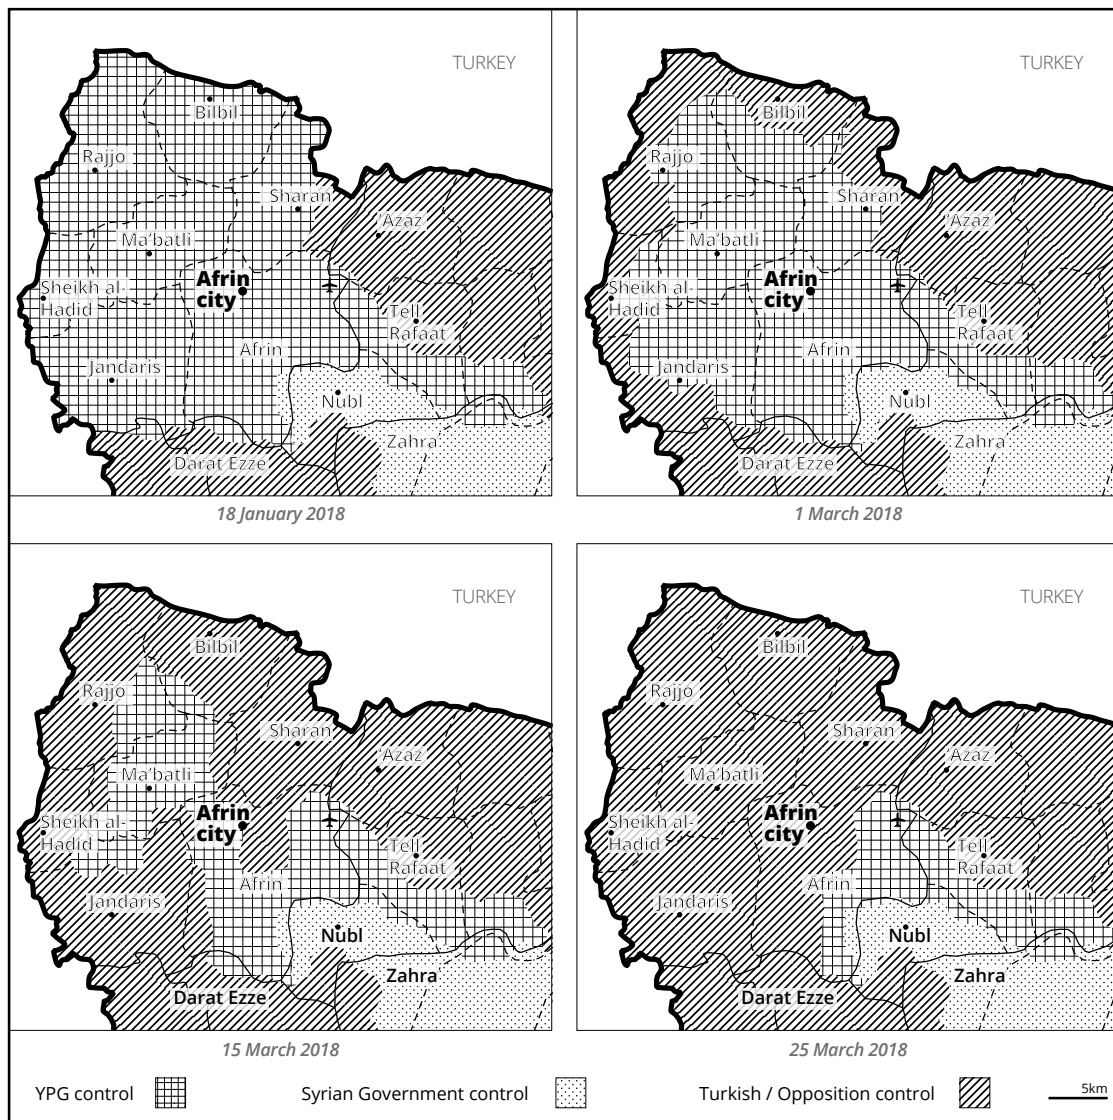 TURKEY
Bilbil
Rajjo
Sharan
'Azaz
Ma'batli
Afrin
city
Sheikh al-
Hadid
Tell
Rafaat
Afrin
Jandaris
Nubl
Zahra
Darat Ezze
18 January 2018
TURKEY
Bilbil
Rajjo
Sharan
'Azaz
Ma'batli
Afrin
city
Sheikh al-
Hadid
Tell
Rafaat
Afrin
Jandaris
Nubl
Zahra
Darat Ezze
1 March 2018
TURKEY
Bilbil
Rajjo
Sharan
'Azaz
Ma'batli
Afrin
city
Sheikh al-
Hadid
Tell
Rafaat
Afrin
Jandaris
Nubl
Zahra
Darat Ezze
15 March 2018
TURKEY
Bilbil
Rajjo
Sharan
'Azaz
Ma'batli
Afrin
city
Sheikh al-
Hadid
Tell
Rafaat
Afrin
Jandaris
Nubl
Zahra
Darat Ezze
25 March 2018
YPG control
Syrian Government control
Turkish / Opposition control
5km